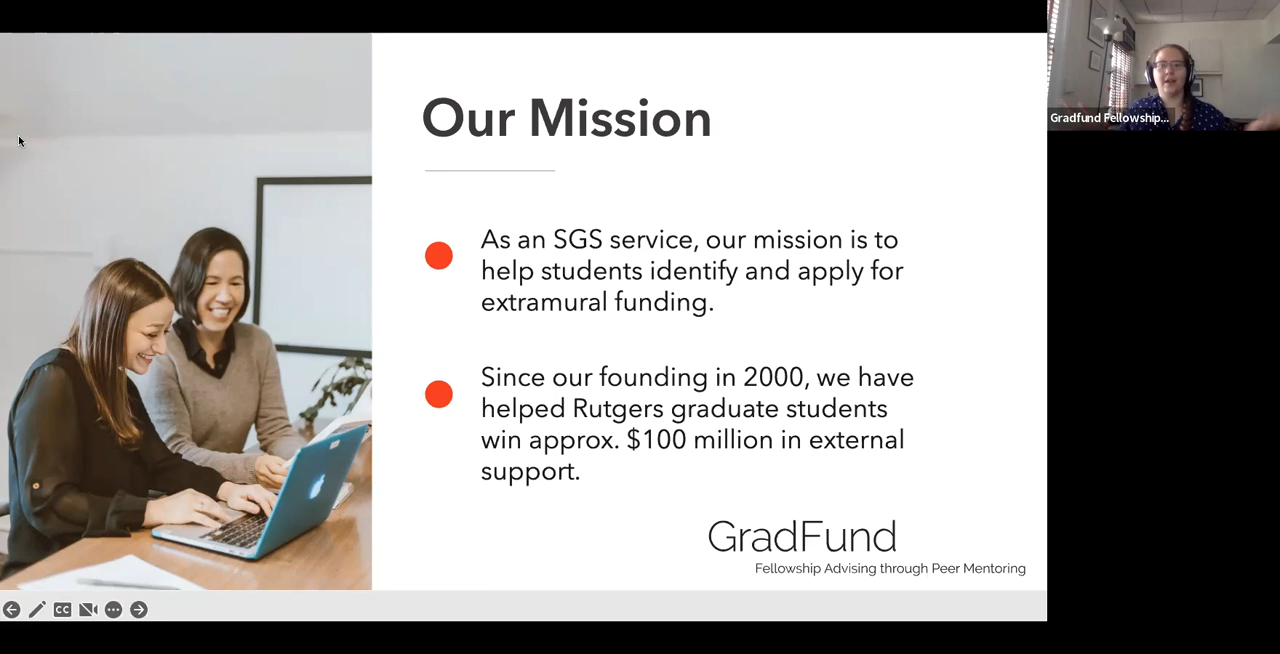 Our Mission
As an SGS service, our mission is to
help students identify and apply for
extramural funding.
Since our founding in 2000, we have
helped Rutgers graduate students
win approx. $100 million in external
support.
GradFund
Fellowship Advising through Peer Mentoring
Gradfund Fellowship...
CC